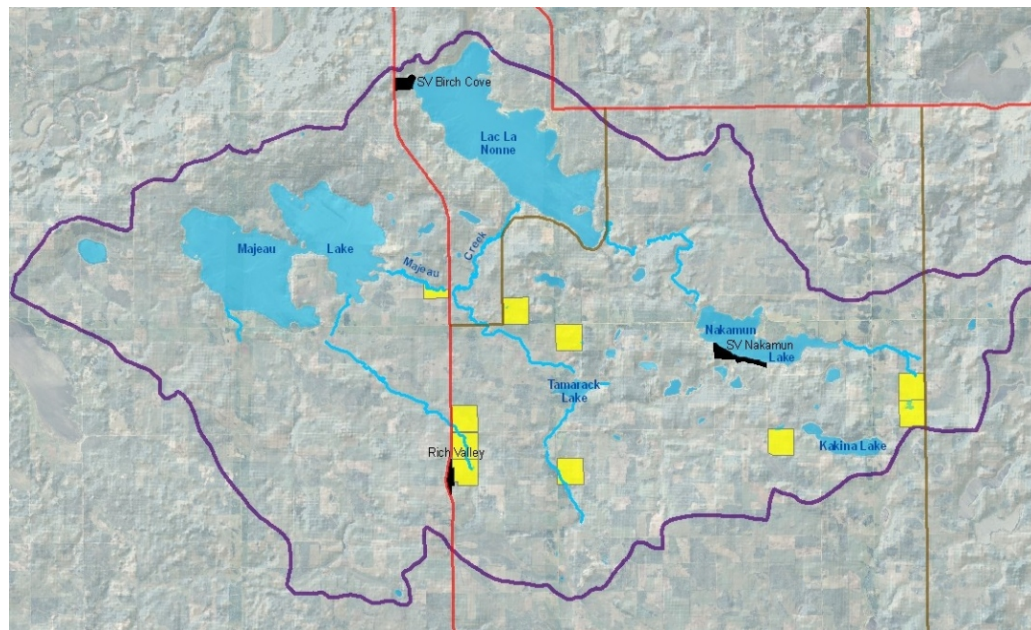 SV Birch Cove
Lac La
Nonne
Majeau
Lake
Majeau
Creek
Nakamun
SV Nakamun
Lake
Tamarack
Lake
Rich Valley
Kakina Lake